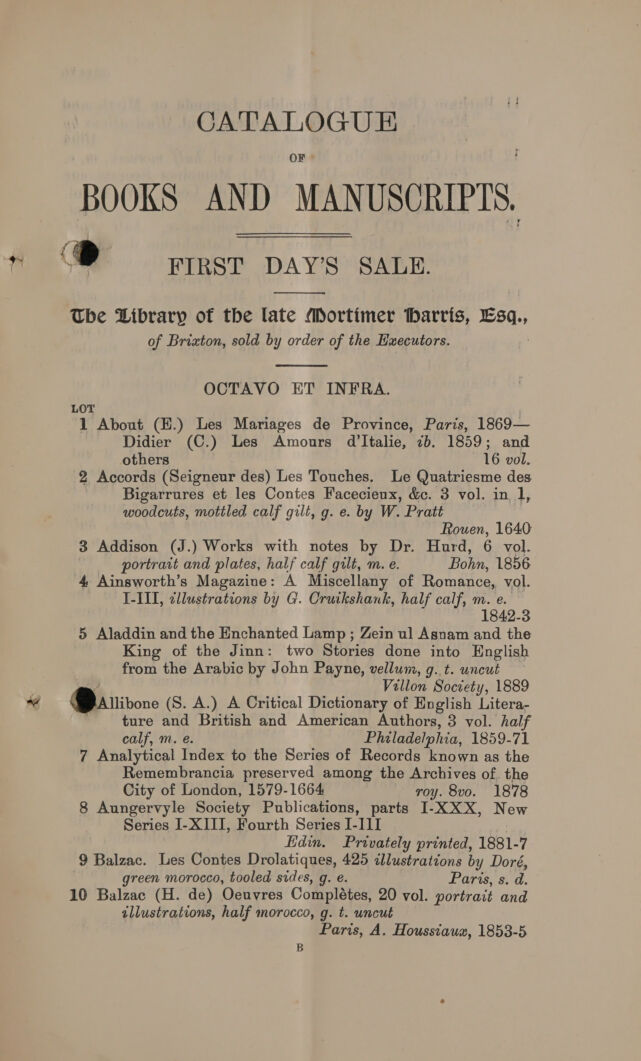 CATALOGUE
OF
BOOKS AND MANUSCRIPTS.
FIRST DAY'S SALE.
The Library of the late Mortimer Harris, Esq.,
of Brixton, sold by order of the Executors.
OCTAVO ET INFRA.
LOT
1 About (E.) Les Mariages de Province, Paris, 1869—
Didier (C.) Les Amours d'Italie, ib. 1859; and
others 16 vol.
2 Accords (Seigneur des) Les Touches. Le Quatriesme des
Bigarrures et les Contes Facecieux, &c. 3 vol. in 1,
woodcuts, mottled calf gilt, g. e. by W. Pratt
Rouen, 1640
3 Addison (J.) Works with notes by Dr. Hurd, 6 vol.
portrait and plates, half calf gilt, m. e. Bohn, 1856
4 Ainsworth's Magazine: A Miscellany of Romance, vol.
I-III, illustrations by G. Cruikshank, half calf, m. e.
1842-3
5 Aladdin and the Enchanted Lamp; Zein ul Asnam and the
King of the Jinn: two Stories done into English
from the Arabic by John Payne, vellum, g. t. uncut
Villon Society, 1889
Allibone (S. A.) A Critical Dictionary of English Litera-
ture and British and American Authors, 3 vol. half
calf, m. e. Philadelphia, 1859-71
7 Analytical Index to the Series of Records known as the
Remembrancia preserved among the Archives of the
City of London, 1579-1664 roy. 8vo. 1878
8 Aungervyle Society Publications, parts I-XXX, New
Series I-XIII, Fourth Series I-III
Edin. Privately printed, 1881-7
9 Balzac. Les Contes Drolatiques, 425 illustrations by Doré,
green morocco, tooled sides, g. e. Paris, s. d.
10 Balzac (H. de) Oeuvres Complétes, 20 vol. portrait and
illustrations, half morocco, g. t. uncut
Paris, A. Houssiaux, 1853-5
B